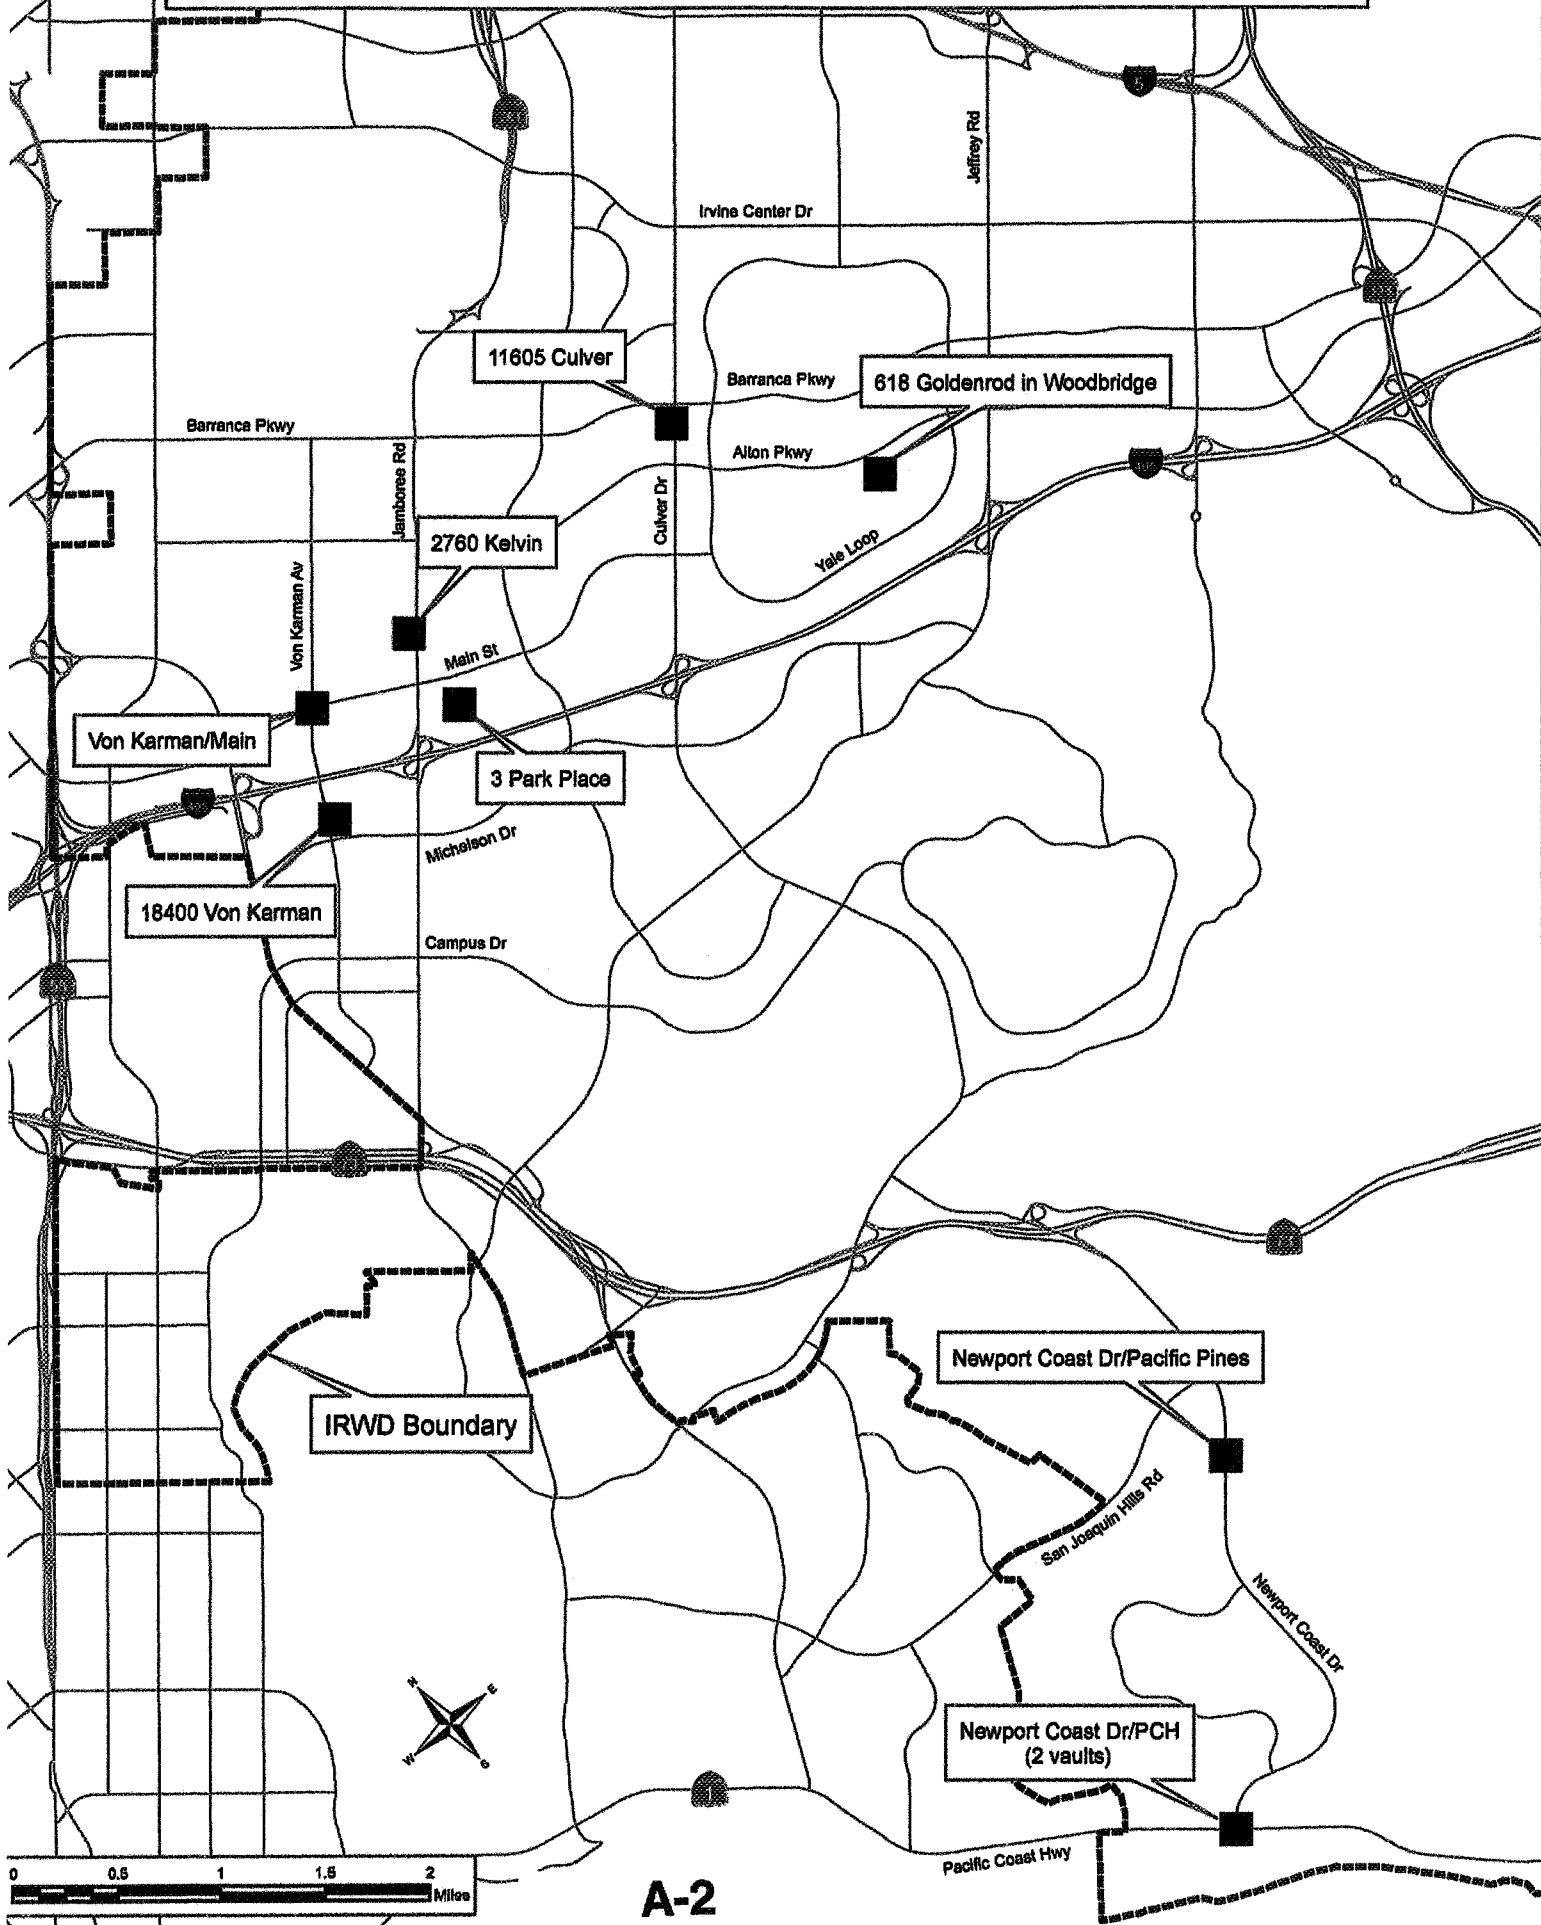 5
Jeffrey Rd
Irvine Center Dr
11605 Culver
Barranca Pkwy
618 Goldenrod in Woodbridge
Barranca Pkwy
Alton Pkwy
Jamboree Rd
Culver Dr
2760 Kelvin
Yale Loop
Von Karman Av
Main St
Von Karman/Main
3 Park Place
Michelson Dr
18400 Von Karman
Campus Dr
Newport Coast Dr/Pacific Pines
IRWD Boundary
San Joaquin Hills Rd
Newport Coast Dr
N
E
W
S
Newport Coast Dr/PCH
(2 vaults)
1
Pacific Coast Hwy
0 0.5 1 1.5 2
Miles
A-2